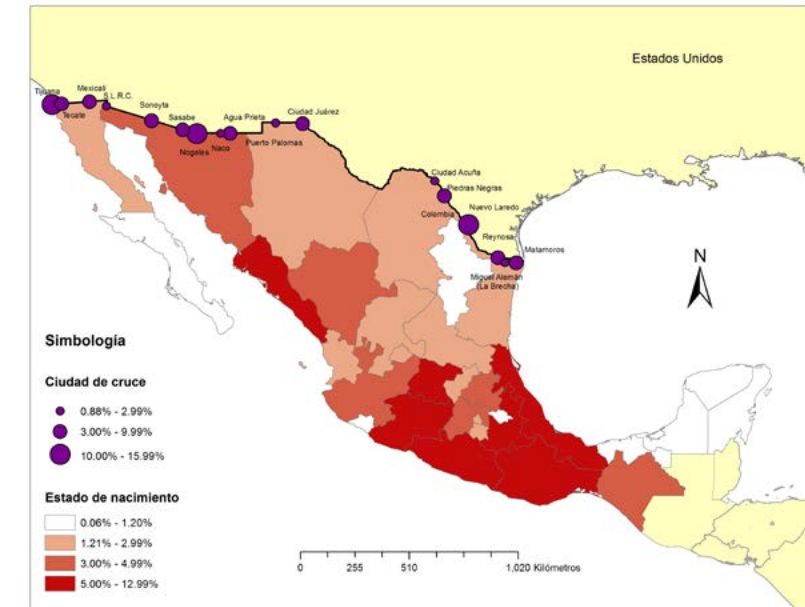 Estados Unidos
Tijuana
Tecate
Mexicali
S.L R.C.
Sonoyta
Sasabe
Nogales
Naco
Agua Prieta
Puerto Palomas
Ciudad Juárez
Ciudad Acuña
Piedras Negras
Colombia
Nuevo Laredo
Reynosa
Matamoros
Miguel Alemán
(La Brecha)
N
Simbología
Ciudad de cruce
0.88% - 2.99%
3.00% - 9.99%
10.00% - 15.99%
Estado de nacimiento
0.06% - 1.20%
1.21% - 2.99%
3.00% - 4.99%
5.00% - 12.99%
0 255 510 1,020 Kilómetros